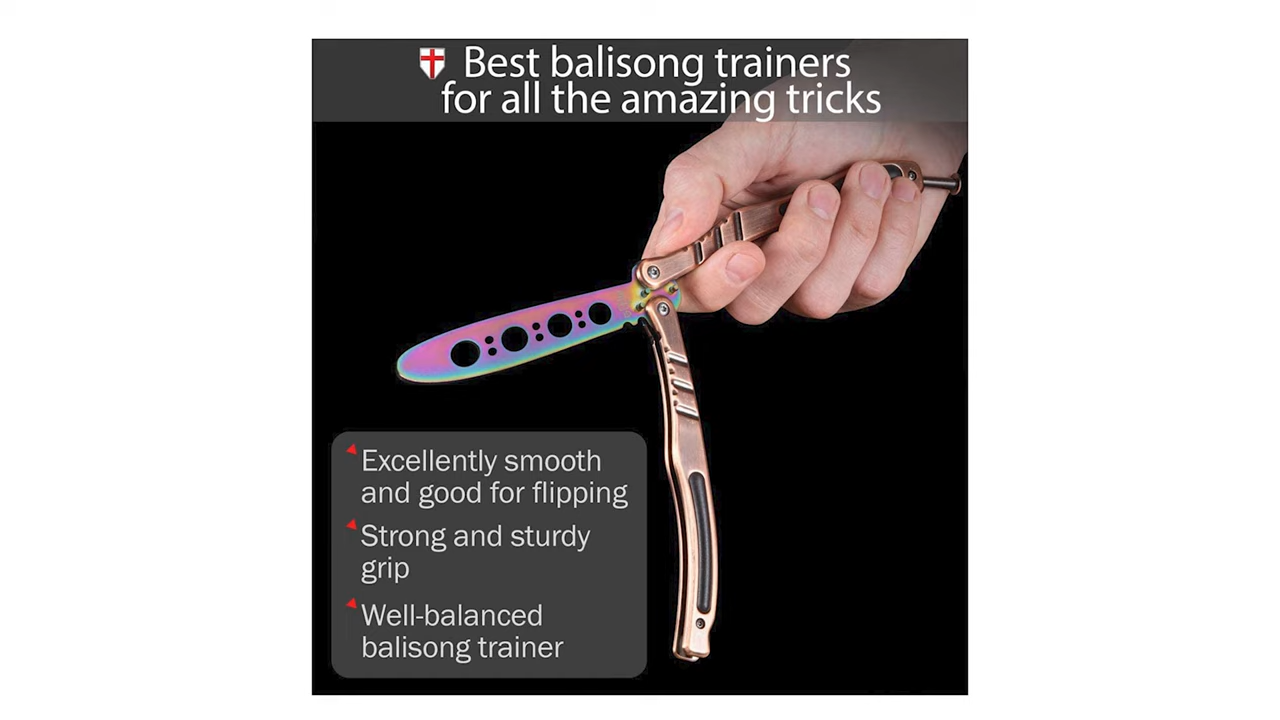 Best balisong trainers
for all the amazing tricks
Excellently smooth
and good for flipping
Strong and sturdy
grip
Well-balanced
balisong trainer